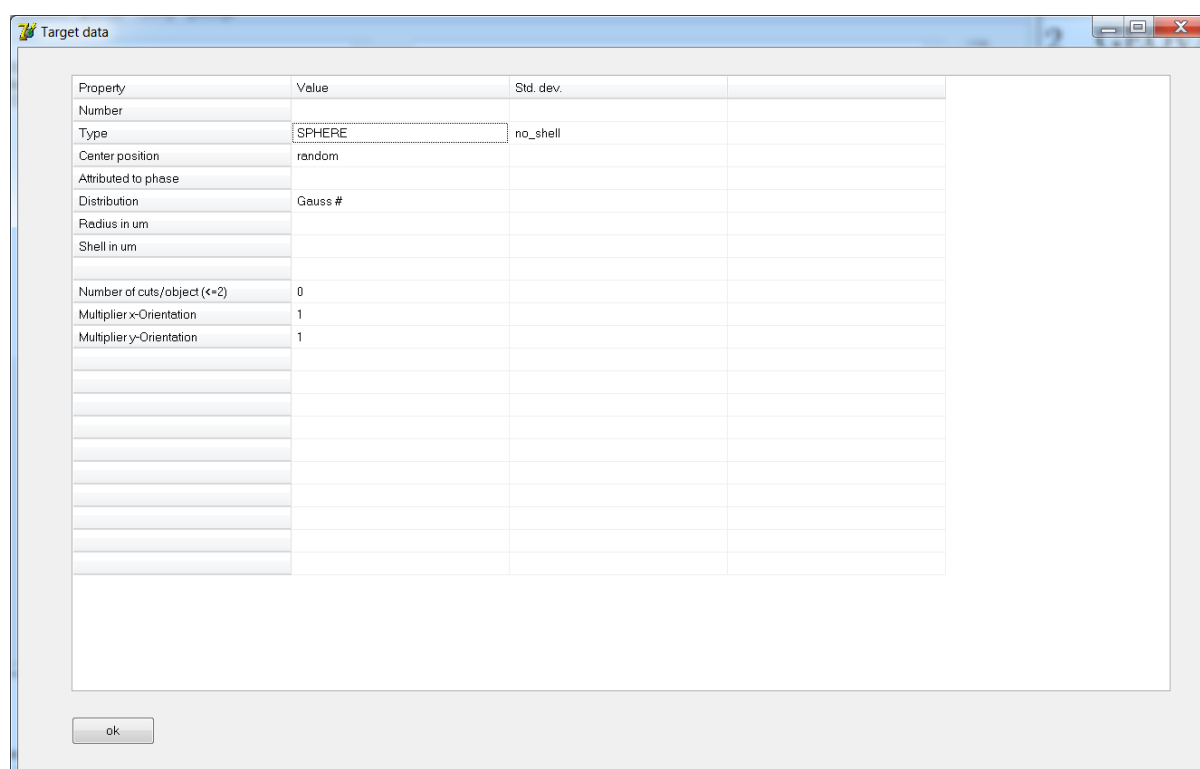 Target data
Property Value Std. dev.
Number
Type SPHERE no_shell
Center position random
Attributed to phase
Distribution Gauss #
Radius in um
Shell in um
Number of cuts/object (<=2) 0
Multiplier x-Orientation 1
Multiplier y-Orientation 1
ok